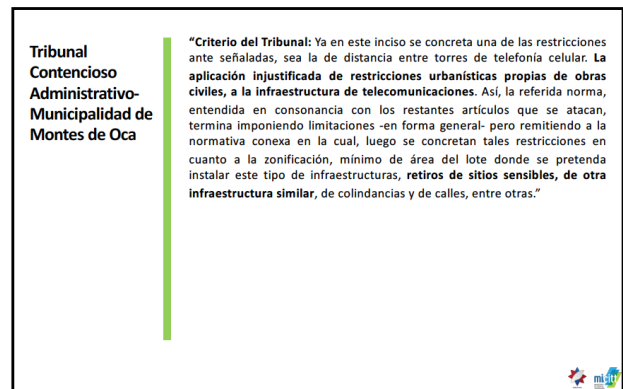 Tribunal
Contencioso
Administrativo-
Municipalidad de
Montes de Oca
“Criterio del Tribunal: Ya en este inciso se concreta una de las restricciones
ante señaladas, sea la de distancia entre torres de telefonía celular. La
aplicación injustificada de restricciones urbanísticas propias de obras
civiles, a la infraestructura de telecomunicaciones. Así, la referida norma,
entendida en consonancia con los restantes artículos que se atacan,
termina imponiendo limitaciones -en forma general- pero remitiendo a la
normativa conexa en la cual, luego se concretan tales restricciones en
cuanto a la zonificación, mínimo de área del lote donde se pretenda
instalar este tipo de infraestructuras, retiros de sitios sensibles, de otra
infraestructura similar, de colindancias y de calles, entre otras.”